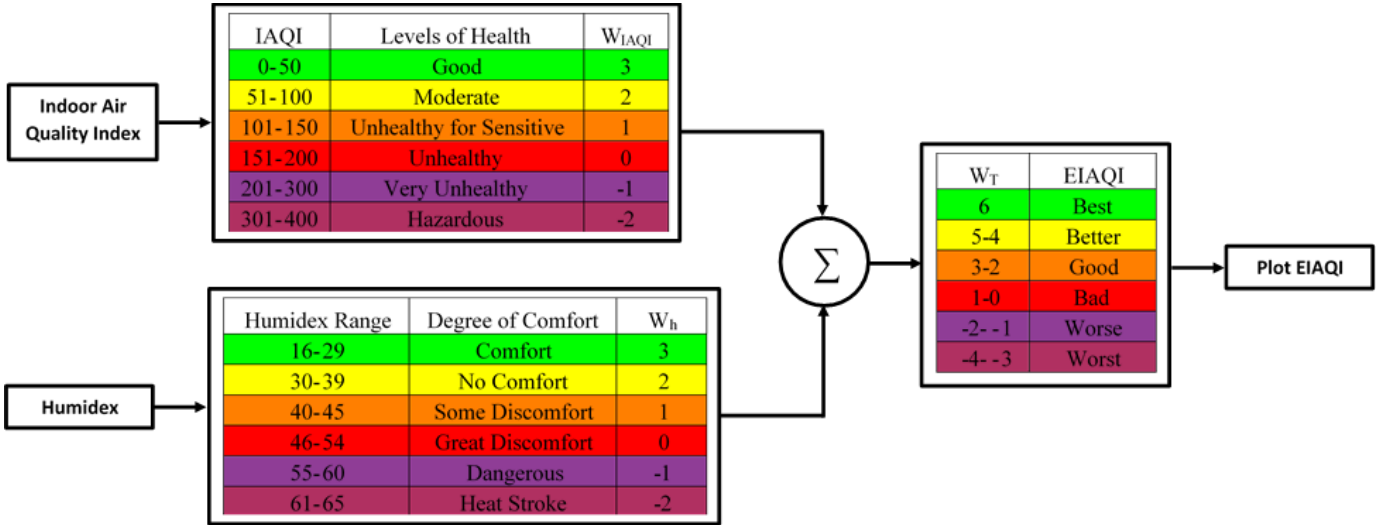 Indoor Air
Quality Index
IAQI Levels of Health W_IAQI
0-50 Good 3
51-100 Moderate 2
101-150 Unhealthy for Sensitive 1
151-200 Unhealthy 0
201-300 Very Unhealthy -1
301-400 Hazardous -2
Humidex
Humidex Range Degree of Comfort W_h
16-29 Comfort 3
30-39 No Comfort 2
40-45 Some Discomfort 1
46-54 Great Discomfort 0
55-60 Dangerous -1
61-65 Heat Stroke -2
∑
W_T EIAQI
6 Best
5-4 Better
3-2 Good
1-0 Bad
-2- -1 Worse
-4- -3 Worst
Plot EIAQI